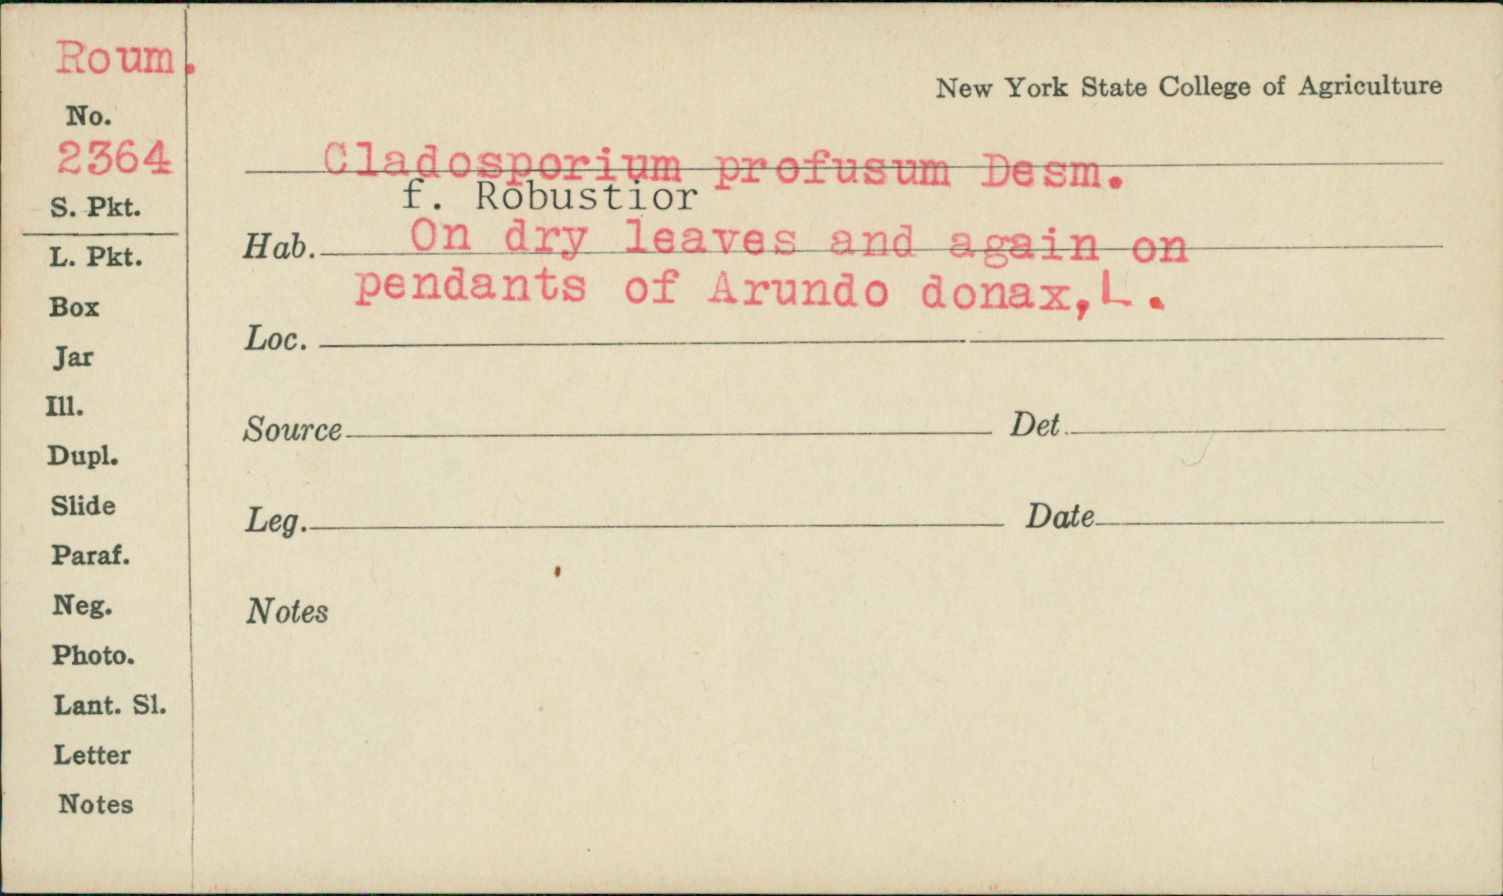 Roum.
No.
2364
S. Pkt.
L. Pkt.
Box
Jar
Ill.
Dupl.
Slide
Paraf.
Neg.
Photo.
Lant. Sl.
Letter
Notes
New York State College of Agriculture
Cladosporium profusum Desm.
f. Robustior
Hab. On dry leaves and again on
pendants of Arundo donax, L.
Loc.
Source Det.
Leg. Date
Notes